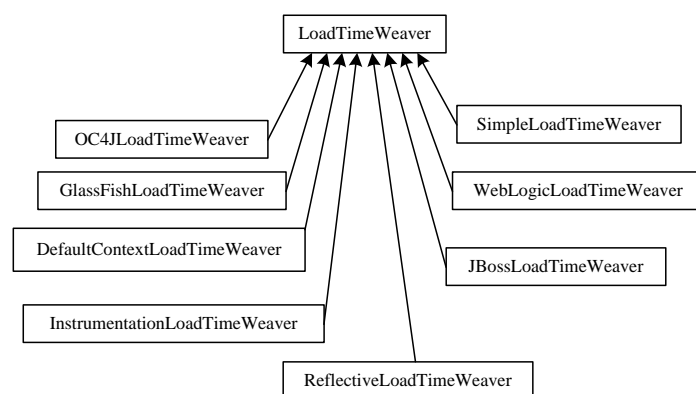 LoadTimeWeaver
SimpleLoadTimeWeaver
OC4JLoadTimeWeaver
GlassFishLoadTimeWeaver
WebLogicLoadTimeWeaver
DefaultContextLoadTimeWeaver
JBossLoadTimeWeaver
InstrumentationLoadTimeWeaver
ReflectiveLoadTimeWeaver